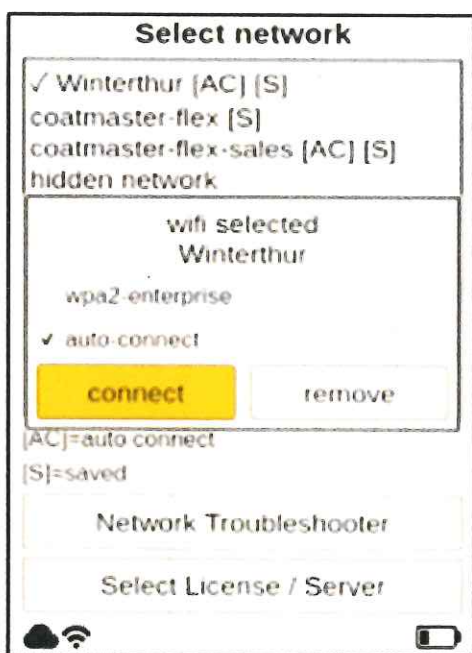 Select network
✓ Winterthur [AC] [S]
coatmaster-flex [S]
coatmaster-flex-sales [AC] [S]
hidden network
wifi selected
Winterthur
wpa2-enterprise
✓ auto-connect
connect
remove
[AC]=auto connect
[S]=saved
Network Troubleshooter
Select License / Server